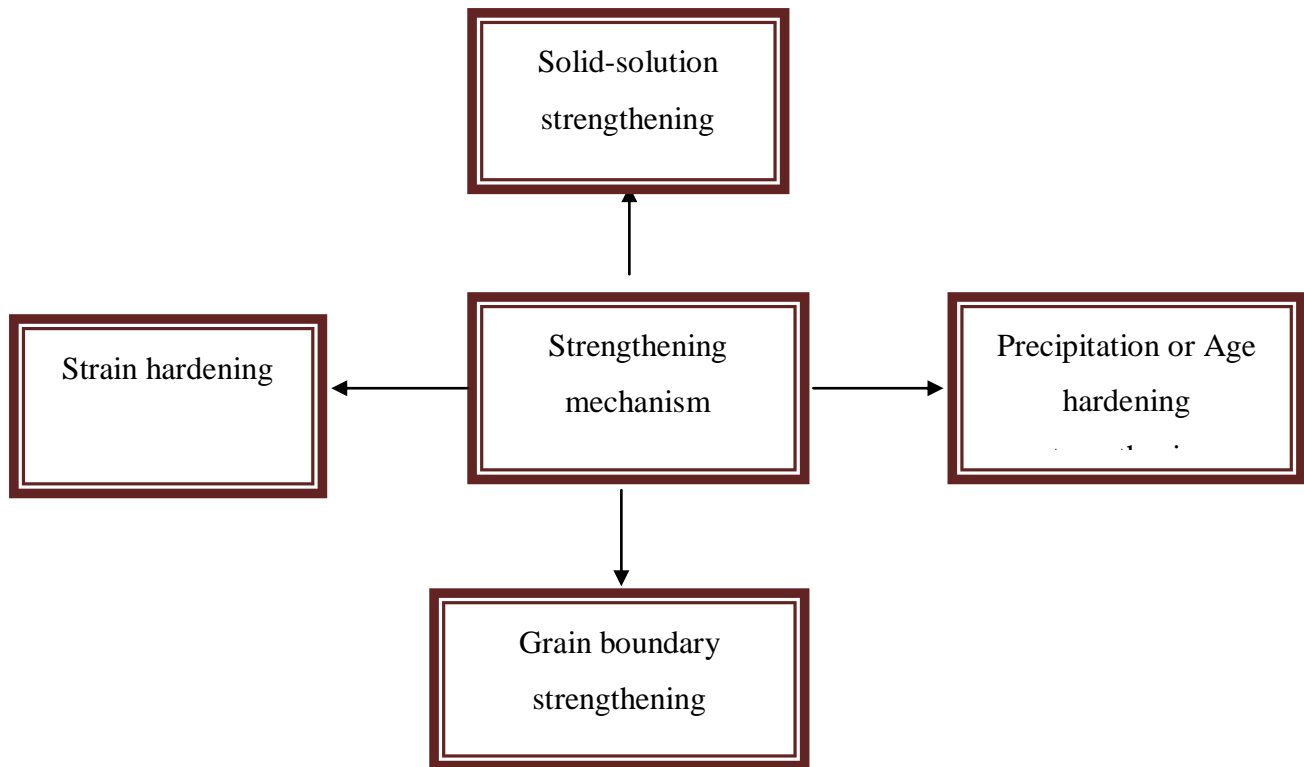 Solid-solution
strengthening
Strengthening
mechanism
Strain hardening
Precipitation or Age
hardening
Grain boundary
strengthening